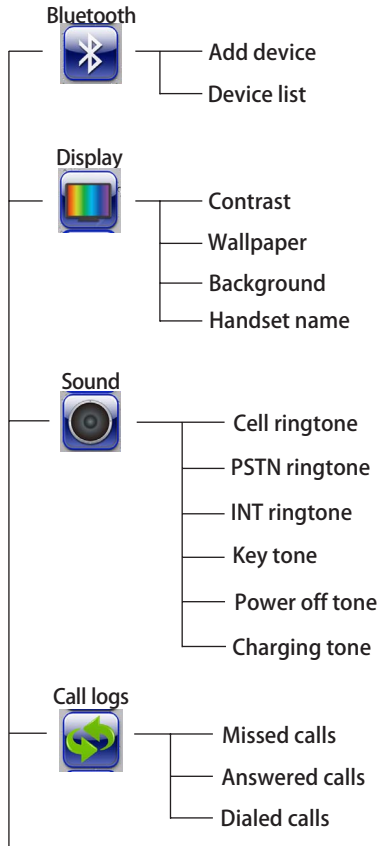 Bluetooth
Add device
Device list
Display
Contrast
Wallpaper
Background
Handset name
Sound
Cell ringtone
PSTN ringtone
INT ringtone
Key tone
Power off tone
Charging tone
Call logs
Missed calls
Answered calls
Dialed calls